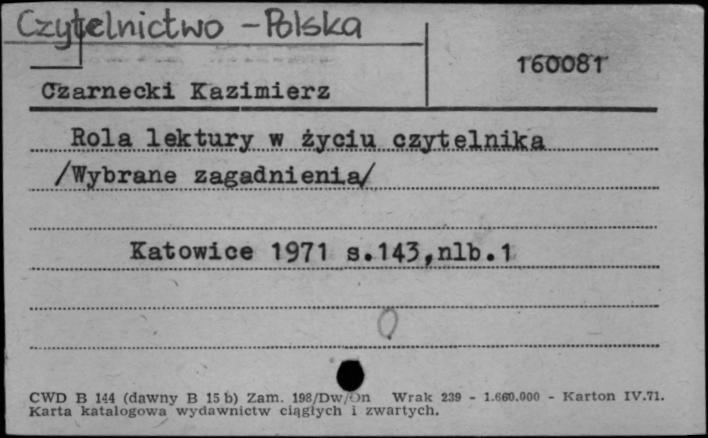 Czytelnictwo - Polska
160081
Czarnecki Kazimierz
Rola lektury w życiu czytelnika
/Wybrane zagadnienia/
Katowice 1971 s.143,nlb.1
0
CWD B 144 (dawny B 15 b) Zam. 198/Dw/On Wrak 239 - 1.660.000 - Karton IV.71.
Karta katalogowa wydawnictw ciągłych i zwartych.